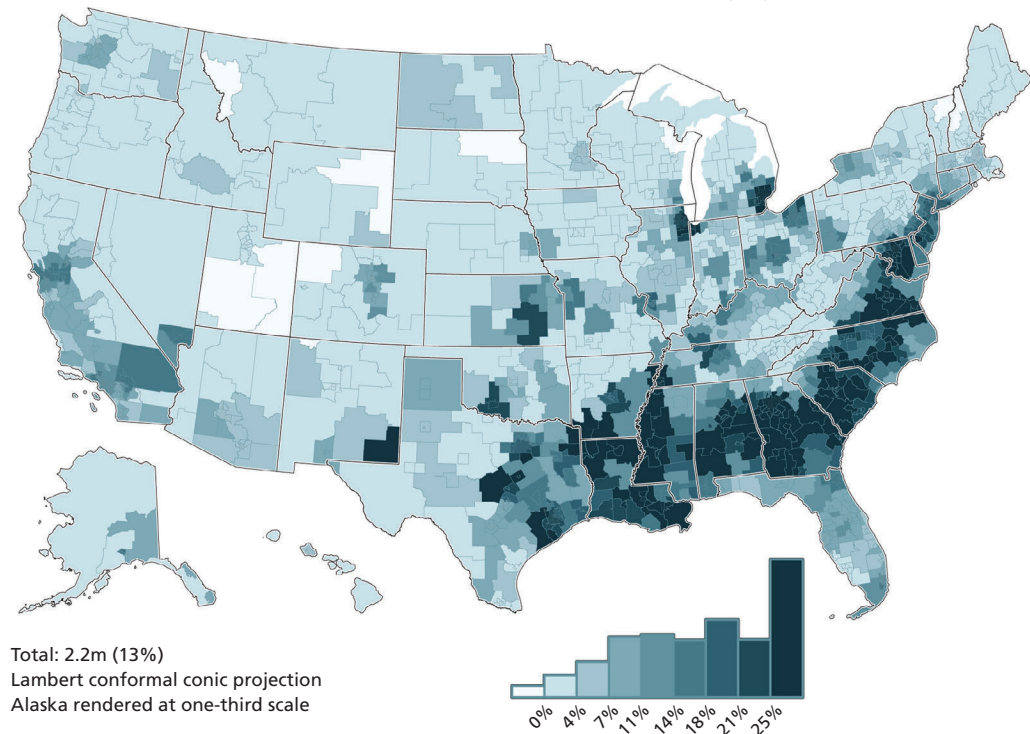 0%
4%
7%
11%
14%
18%
21%
25%
Total: 2.2m (13%)
Lambert conformal conic projection
Alaska rendered at one-third scale